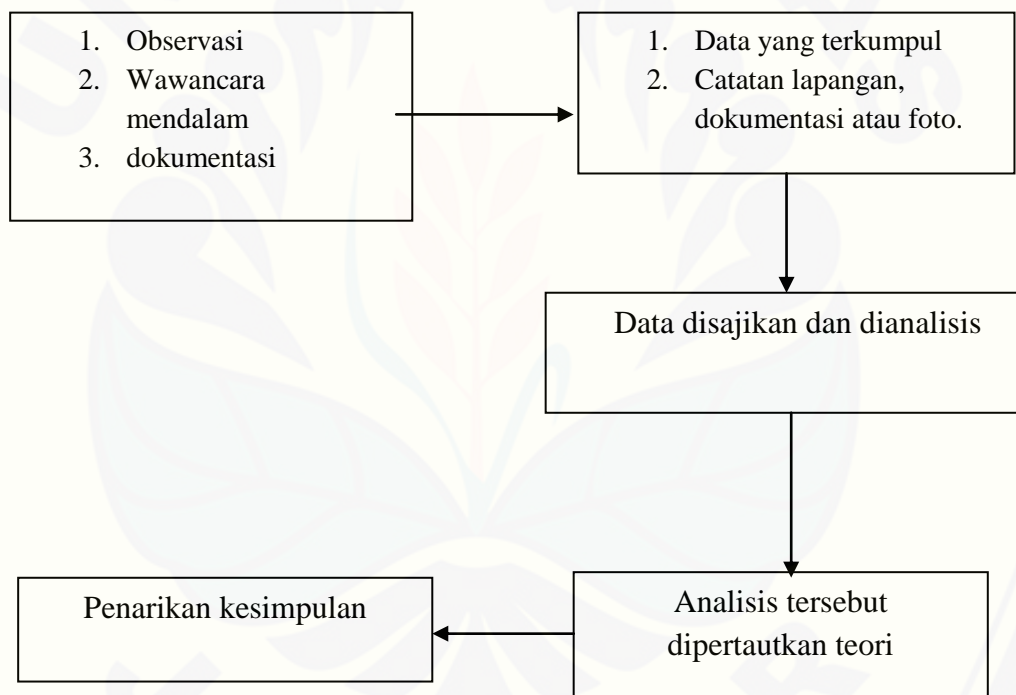 1. Observasi
2. Wawancara
mendalam
3. dokumentasi
1. Data yang terkumpul
2. Catatan lapangan,
dokumentasi atau foto.
Data disajikan dan dianalisis
Analisis tersebut
dipertautkan teori
Penarikan kesimpulan